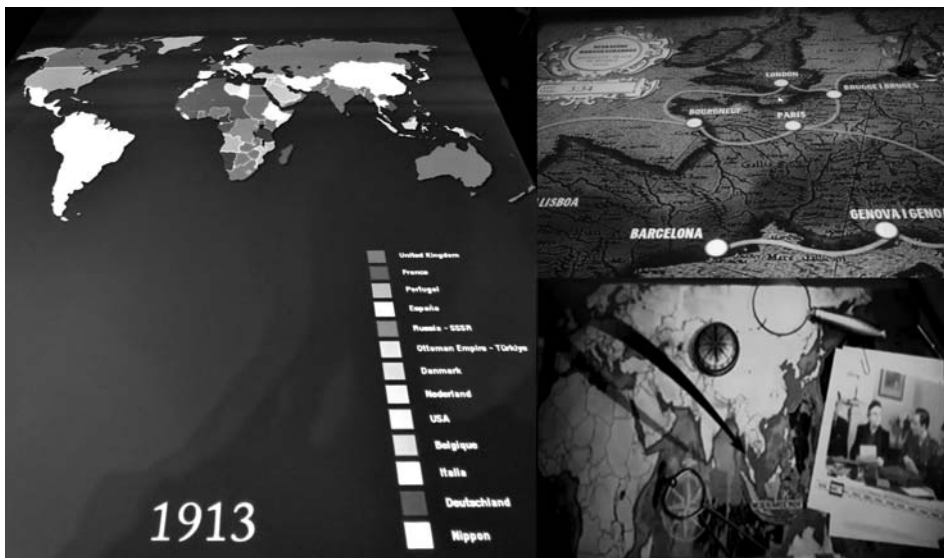 United Kingdom
France
Portugal
España
Russia - SSSR
Ottoman Empire - Türkiye
Danmark
Nederland
USA
Belgique
Italia
Deutschland
Nippon
1913
LONDON
BRUGGE | BRUGES
BOURGNEUF
PARIS
LISBOA
GENOVA | GENO
BARCELONA